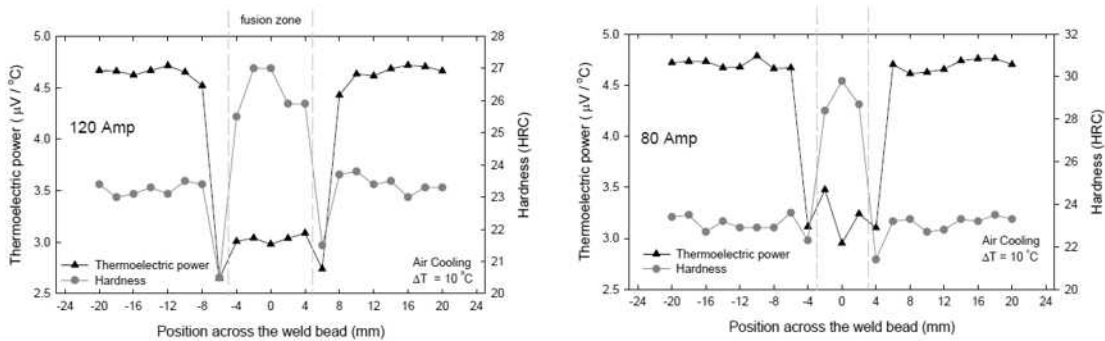 fusion zone
5.0
4.5
4.0
3.5
3.0
2.5
Thermoelectric power ( μV / °C)
28
27
26
25
24
23
22
21
20
Hardness (HRC)
120 Amp
Thermoelectric power
Hardness
Air Cooling
ΔT = 10 °C
-24 -20 -16 -12 -8 -4 0 4 8 12 16 20 24
Position across the weld bead (mm)
5.0
4.5
4.0
3.5
3.0
2.5
Thermoelectric power ( μV / °C)
32
30
28
26
24
22
20
Hardness (HRC)
80 Amp
Thermoelectric power
Hardness
Air Cooling
ΔT = 10 °C
-24 -20 -16 -12 -8 -4 0 4 8 12 16 20 24
Position across the weld bead (mm)